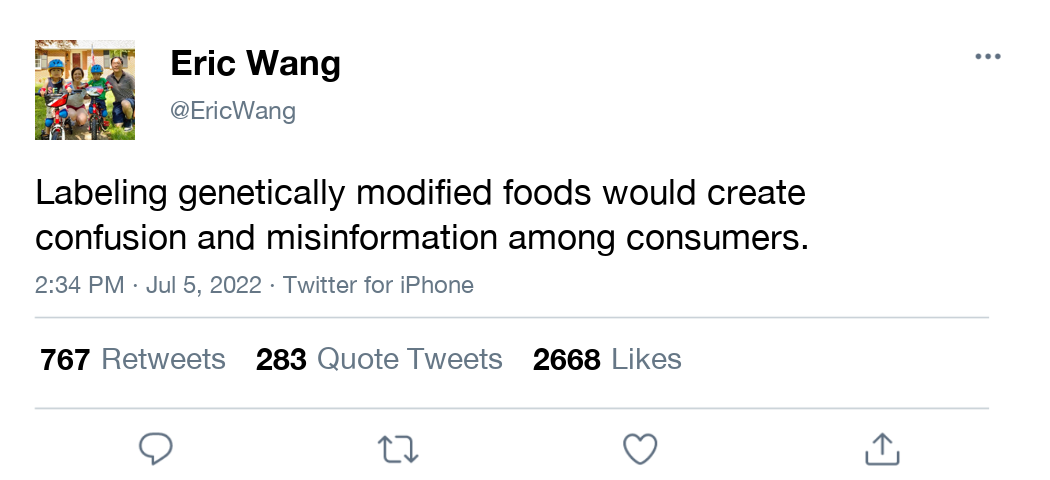 Eric Wang
@EricWang
Labeling genetically modified foods would create
confusion and misinformation among consumers.
2:34 PM · Jul 5, 2022 · Twitter for iPhone
767 Retweets 283 Quote Tweets 2668 Likes